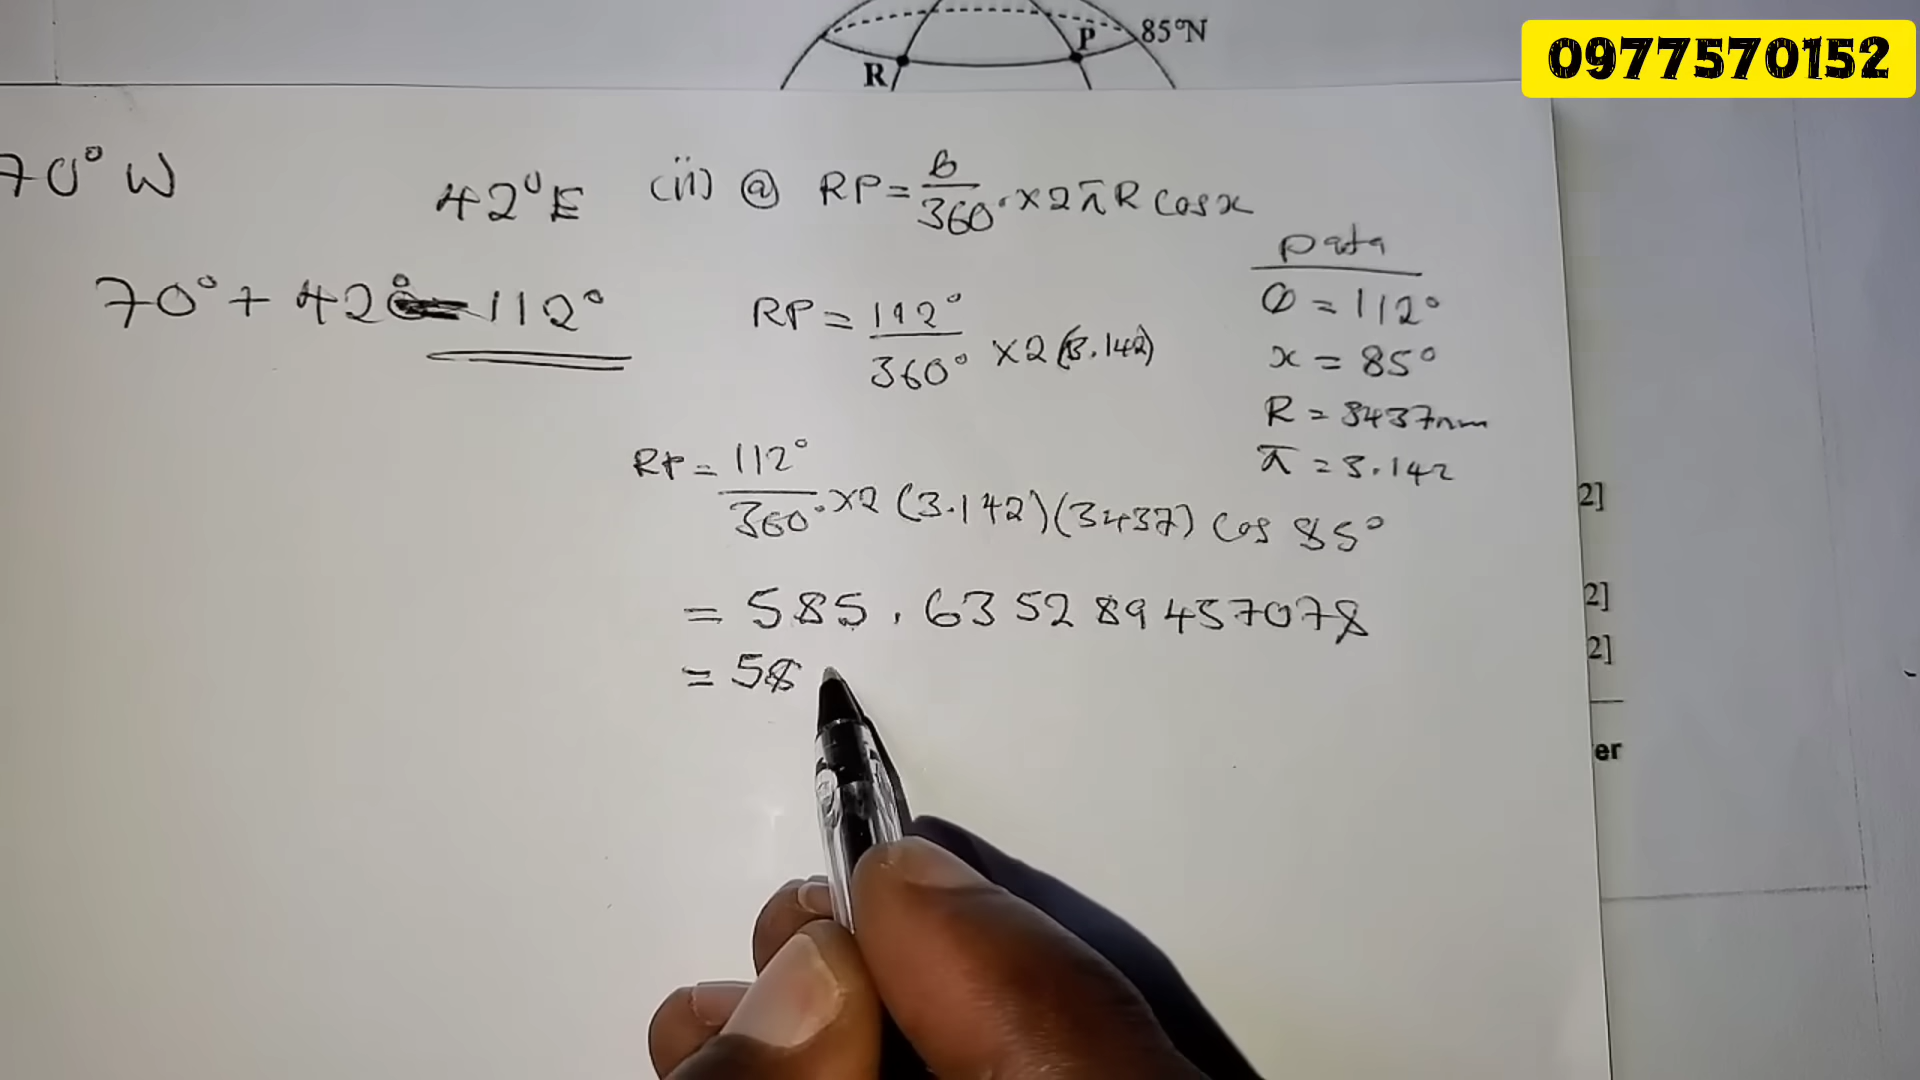 85°N
P
R
0977570152
70° W
42°E
70° + 42° = 112°
(ii) @ RP = θ/360° × 2πR cos x
RP = 112°/360° × 2(3.142)
Data
θ = 112°
x = 85°
R = 3437nm
π = 3.142
RP = 112°/360° × 2 (3.142)(3437) cos 85°
= 585.635289457078
= 58
2]
2]
2]
er